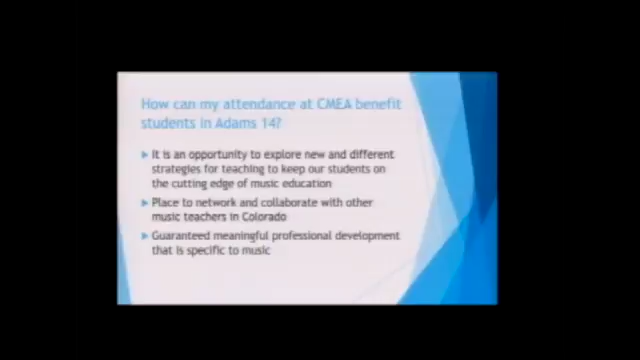 How can my attendance at CMEA benefit
students in Adams 14?
It is an opportunity to explore new and different
strategies for teaching to keep our students on
the cutting edge of music education
Place to network and collaborate with other
music teachers in Colorado
Guaranteed meaningful professional development
that is specific to music